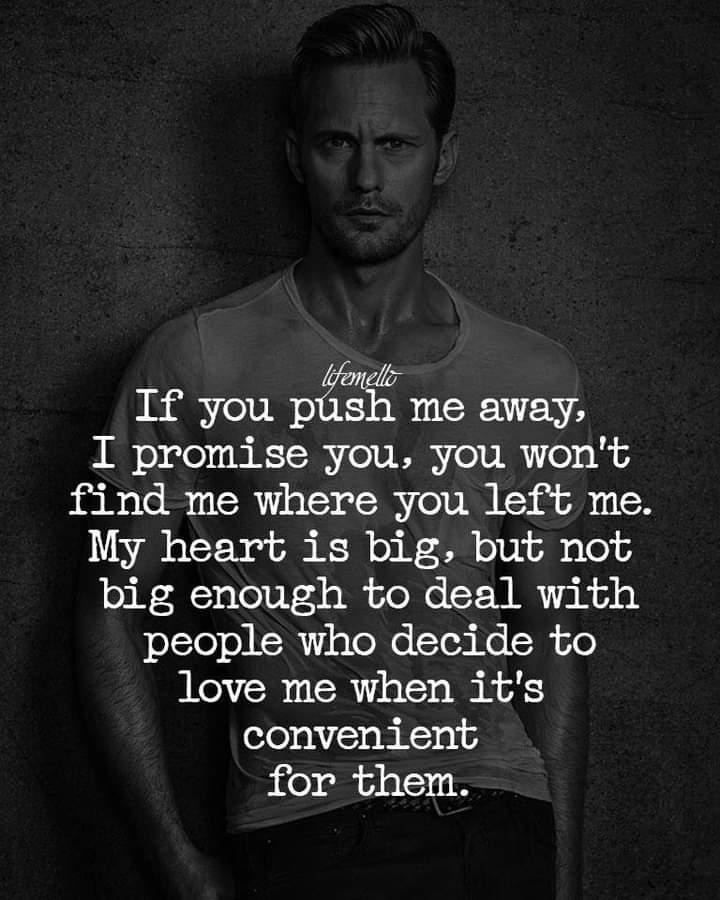 lifemello
If you push me away,
I promise you, you won't
find me where you left me.
My heart is big, but not
big enough to deal with
people who decide to
love me when it's
convenient
for them.